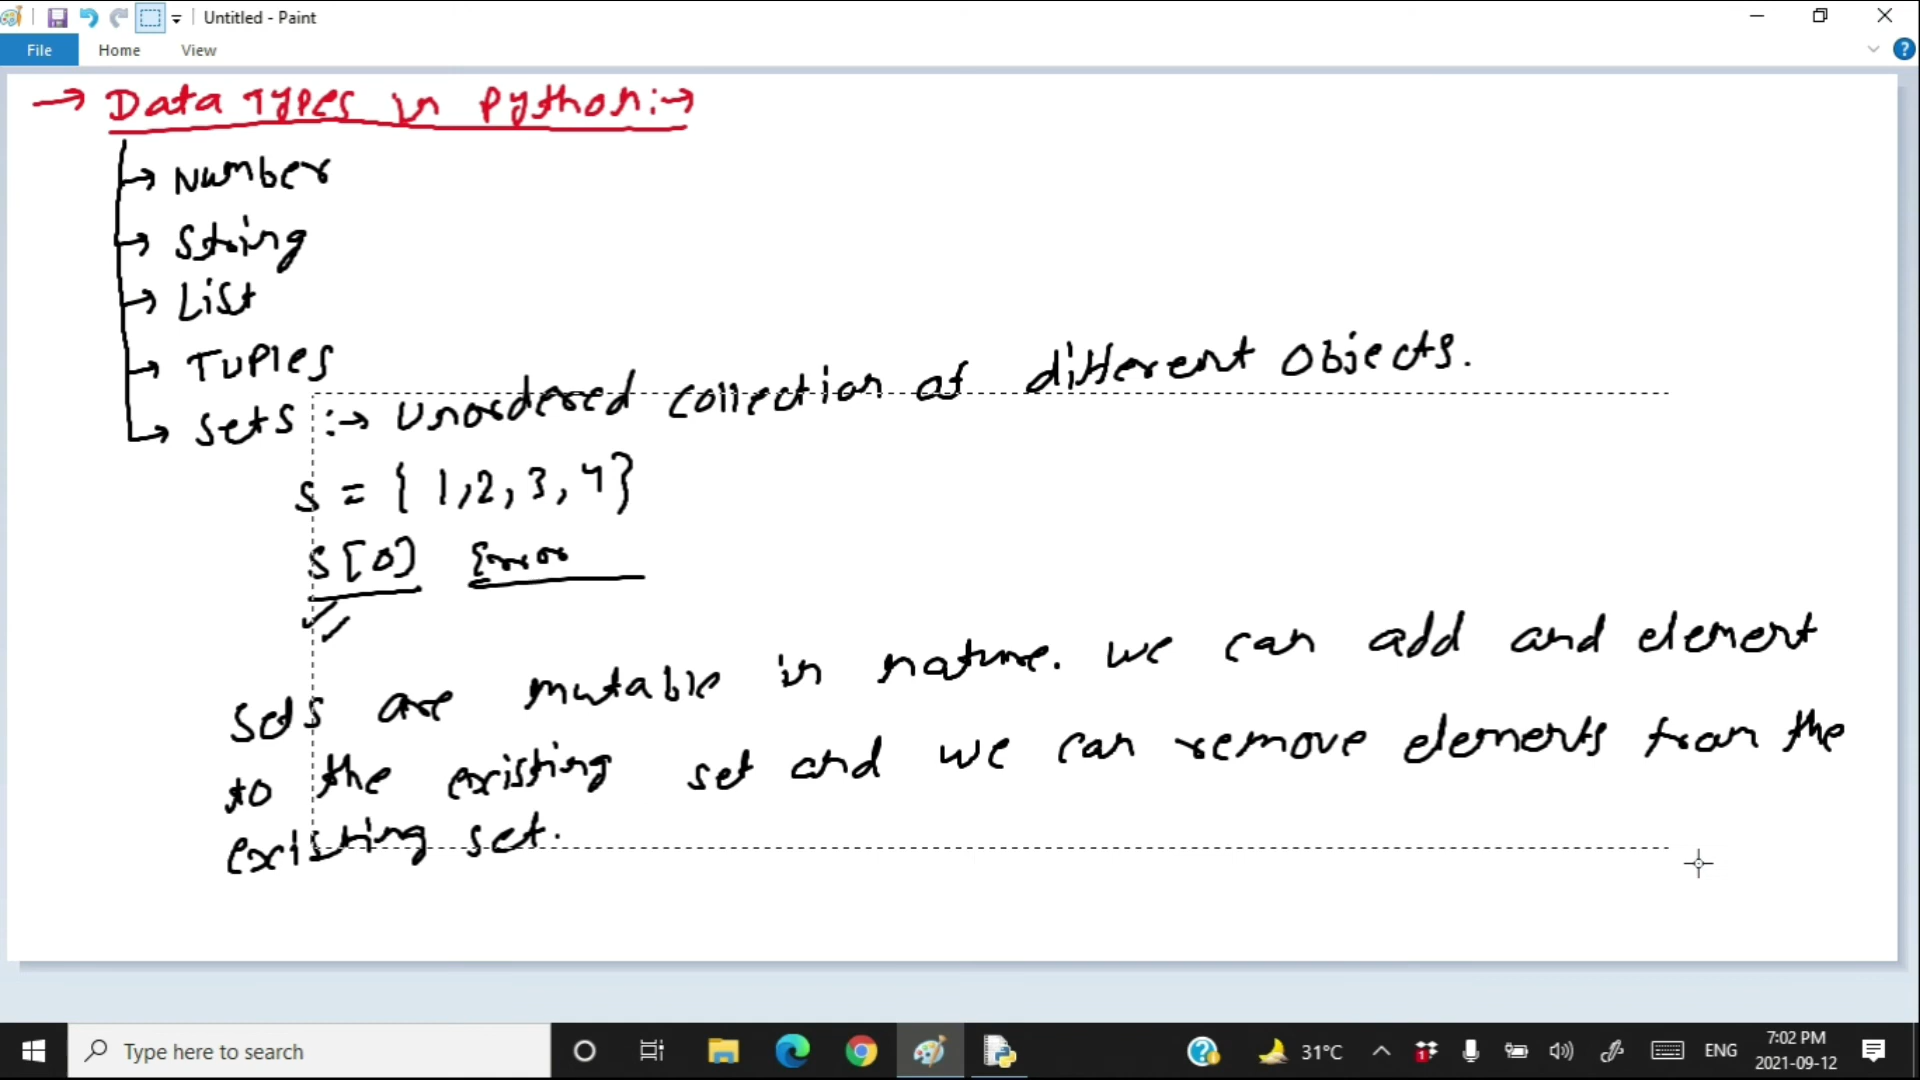 Untitled - Paint
File Home View
→ Data Types in Python:→
→ Number
→ String
→ List
→ Tuples
→ Sets :→ Unordered collection of different objects.
s = { 1,2,3,4}
s[0] Error
Sets are mutable in nature. We can add and element
to the existing set and we can remove elements from the
existing set.
Type here to search
31°C
ENG
7:02 PM
2021-09-12